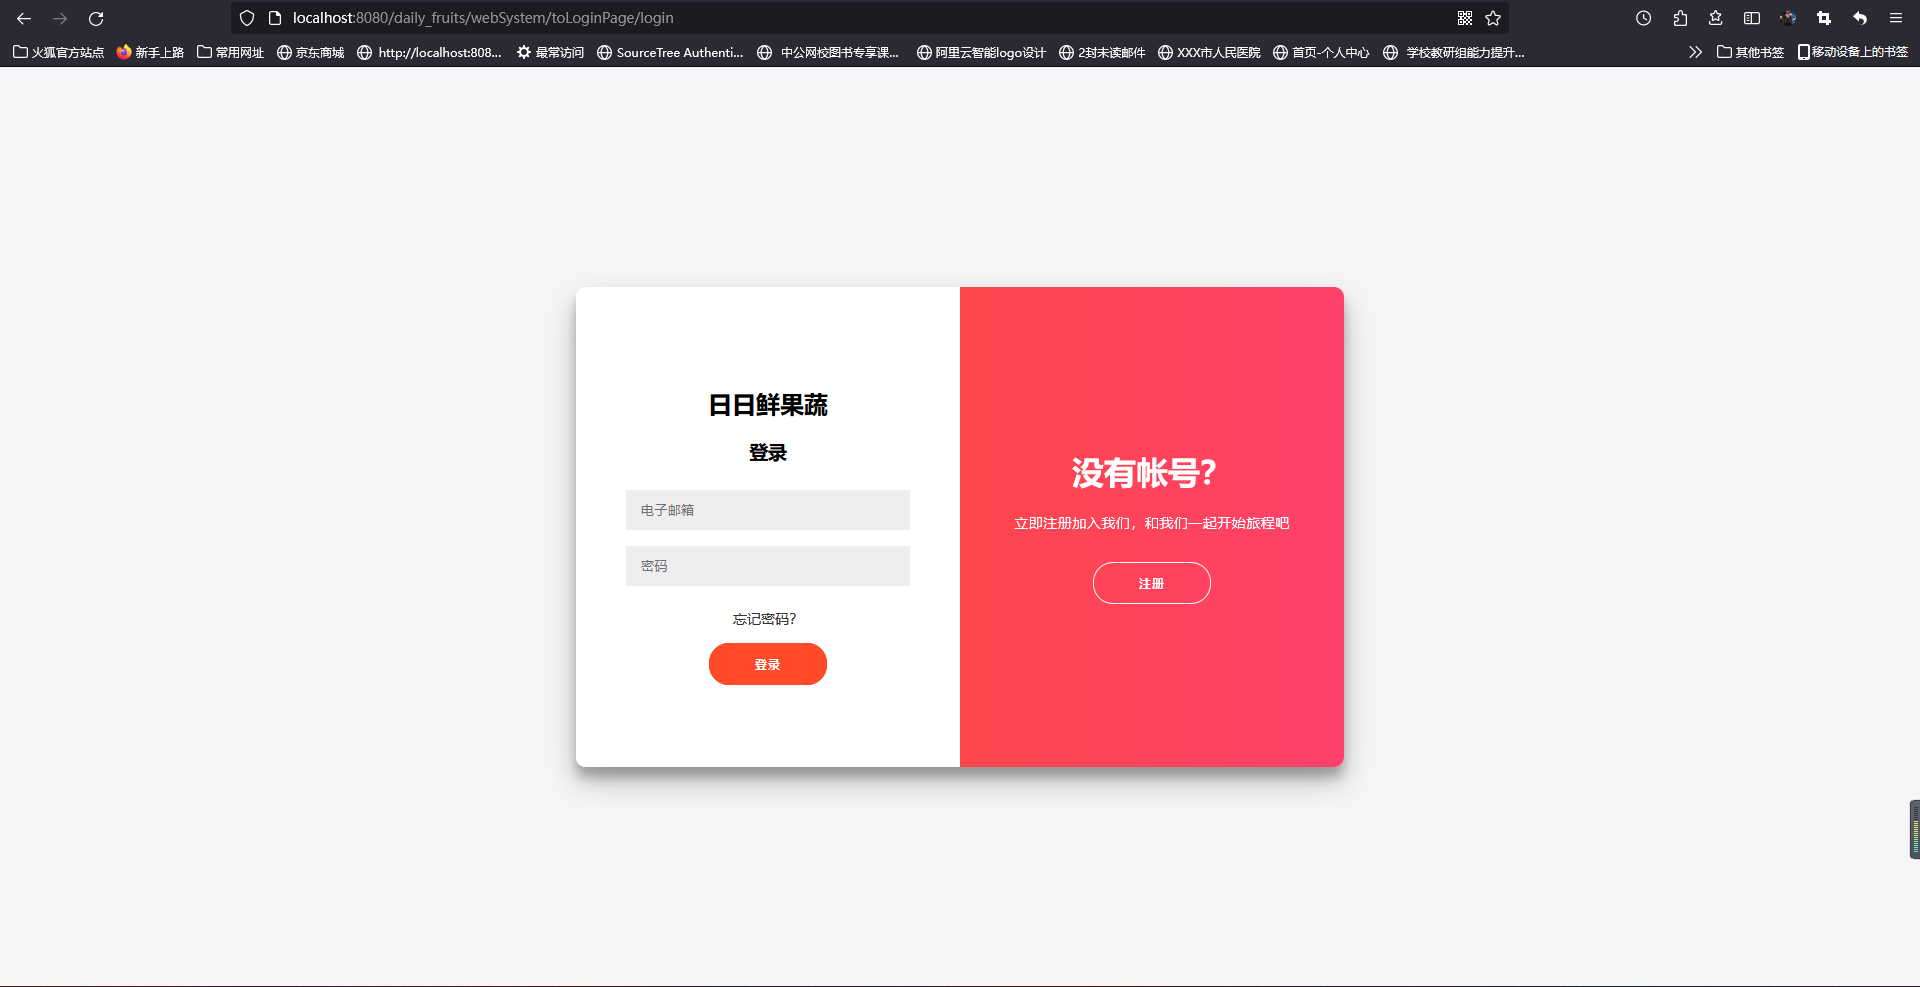 localhost:8080/daily_fruits/webSystem/toLoginPage/login
火狐官方站点 新手上路 常用网址 京东商城 http://localhost:808... 最常访问 SourceTree Authenti... 中公网校图书专享课... 阿里云智能logo设计 2封未读邮件 XXX市人民医院 首页-个人中心 学校教研组能力提升... 其他书签 移动设备上的书签
日日鲜果蔬
登录
电子邮箱
密码
忘记密码?
登录
没有帐号?
立即注册加入我们，和我们一起开始旅程吧
注册